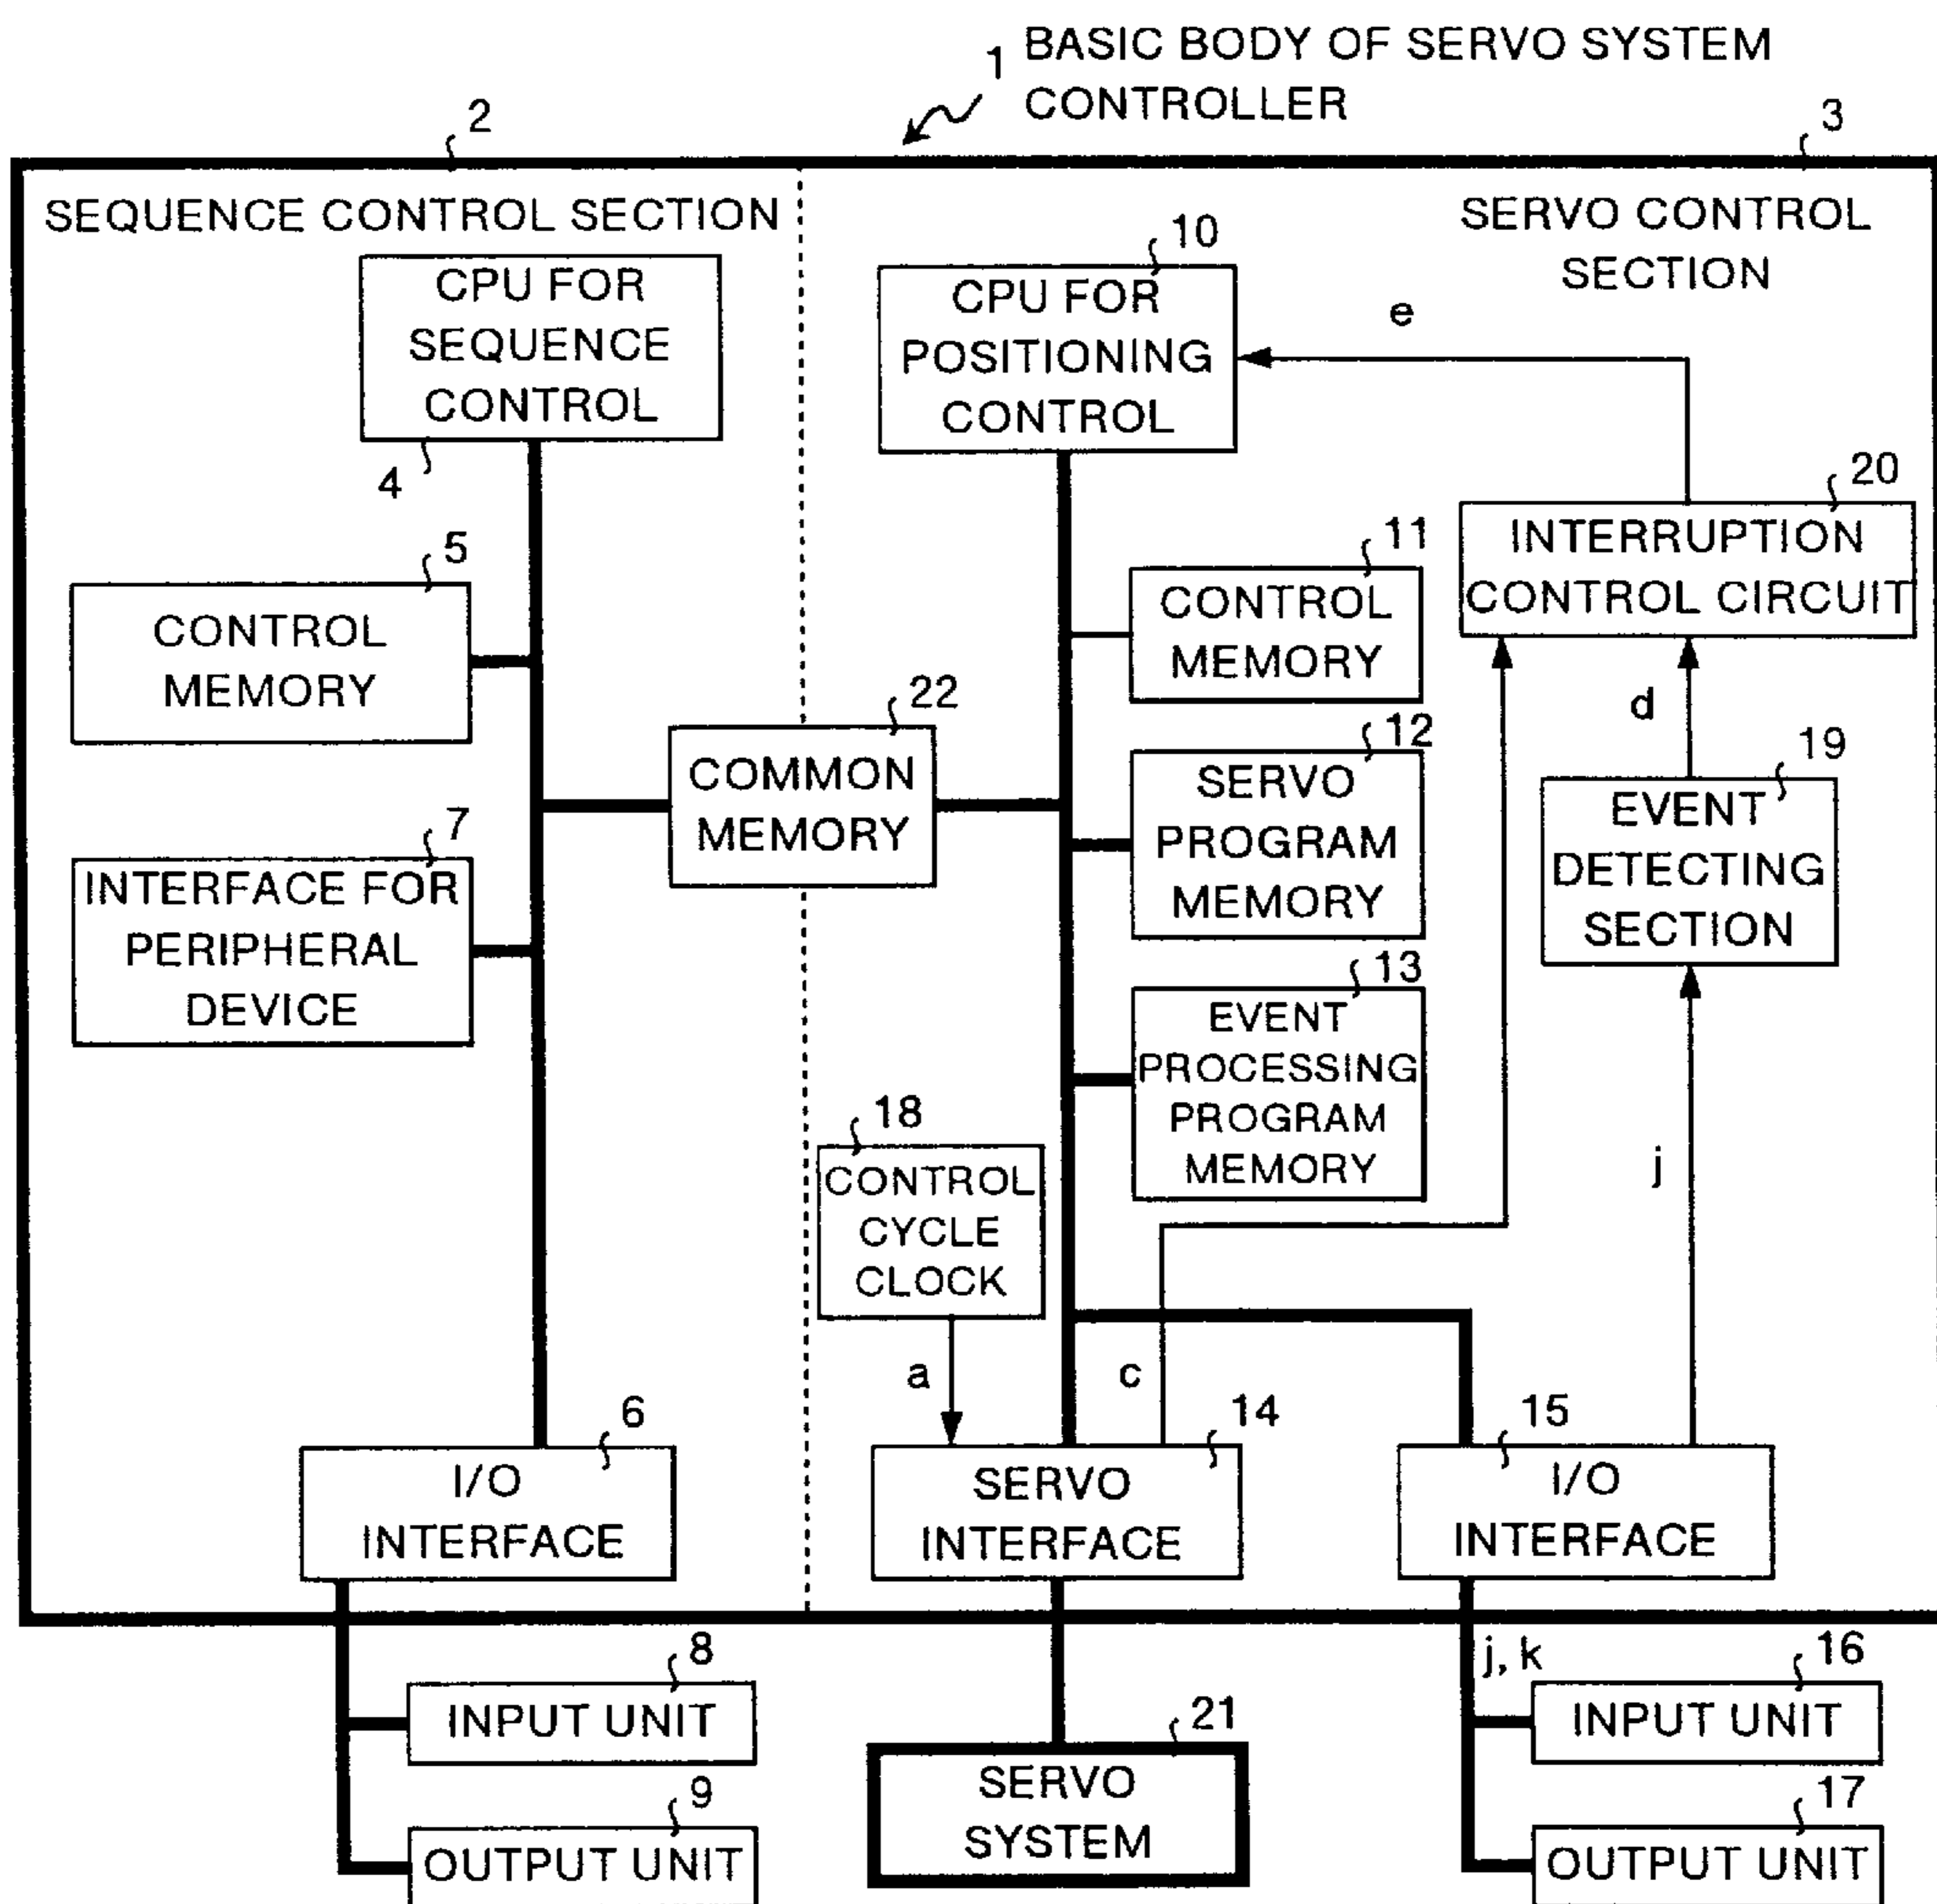 1 BASIC BODY OF SERVO SYSTEM
CONTROLLER
2
3
SEQUENCE CONTROL SECTION
SERVO CONTROL
SECTION
CPU FOR
SEQUENCE
CONTROL
4
10
CPU FOR
POSITIONING
CONTROL
e
20
INTERRUPTION
CONTROL CIRCUIT
5
CONTROL
MEMORY
11
CONTROL
MEMORY
d
22
COMMON
MEMORY
12
SERVO
PROGRAM
MEMORY
19
EVENT
DETECTING
SECTION
7
INTERFACE FOR
PERIPHERAL
DEVICE
13
EVENT
PROCESSING
PROGRAM
MEMORY
j
18
CONTROL
CYCLE
CLOCK
a
c
6
I/O
INTERFACE
14
SERVO
INTERFACE
15
I/O
INTERFACE
j, k
8
INPUT UNIT
9
OUTPUT UNIT
21
SERVO
SYSTEM
16
INPUT UNIT
17
OUTPUT UNIT